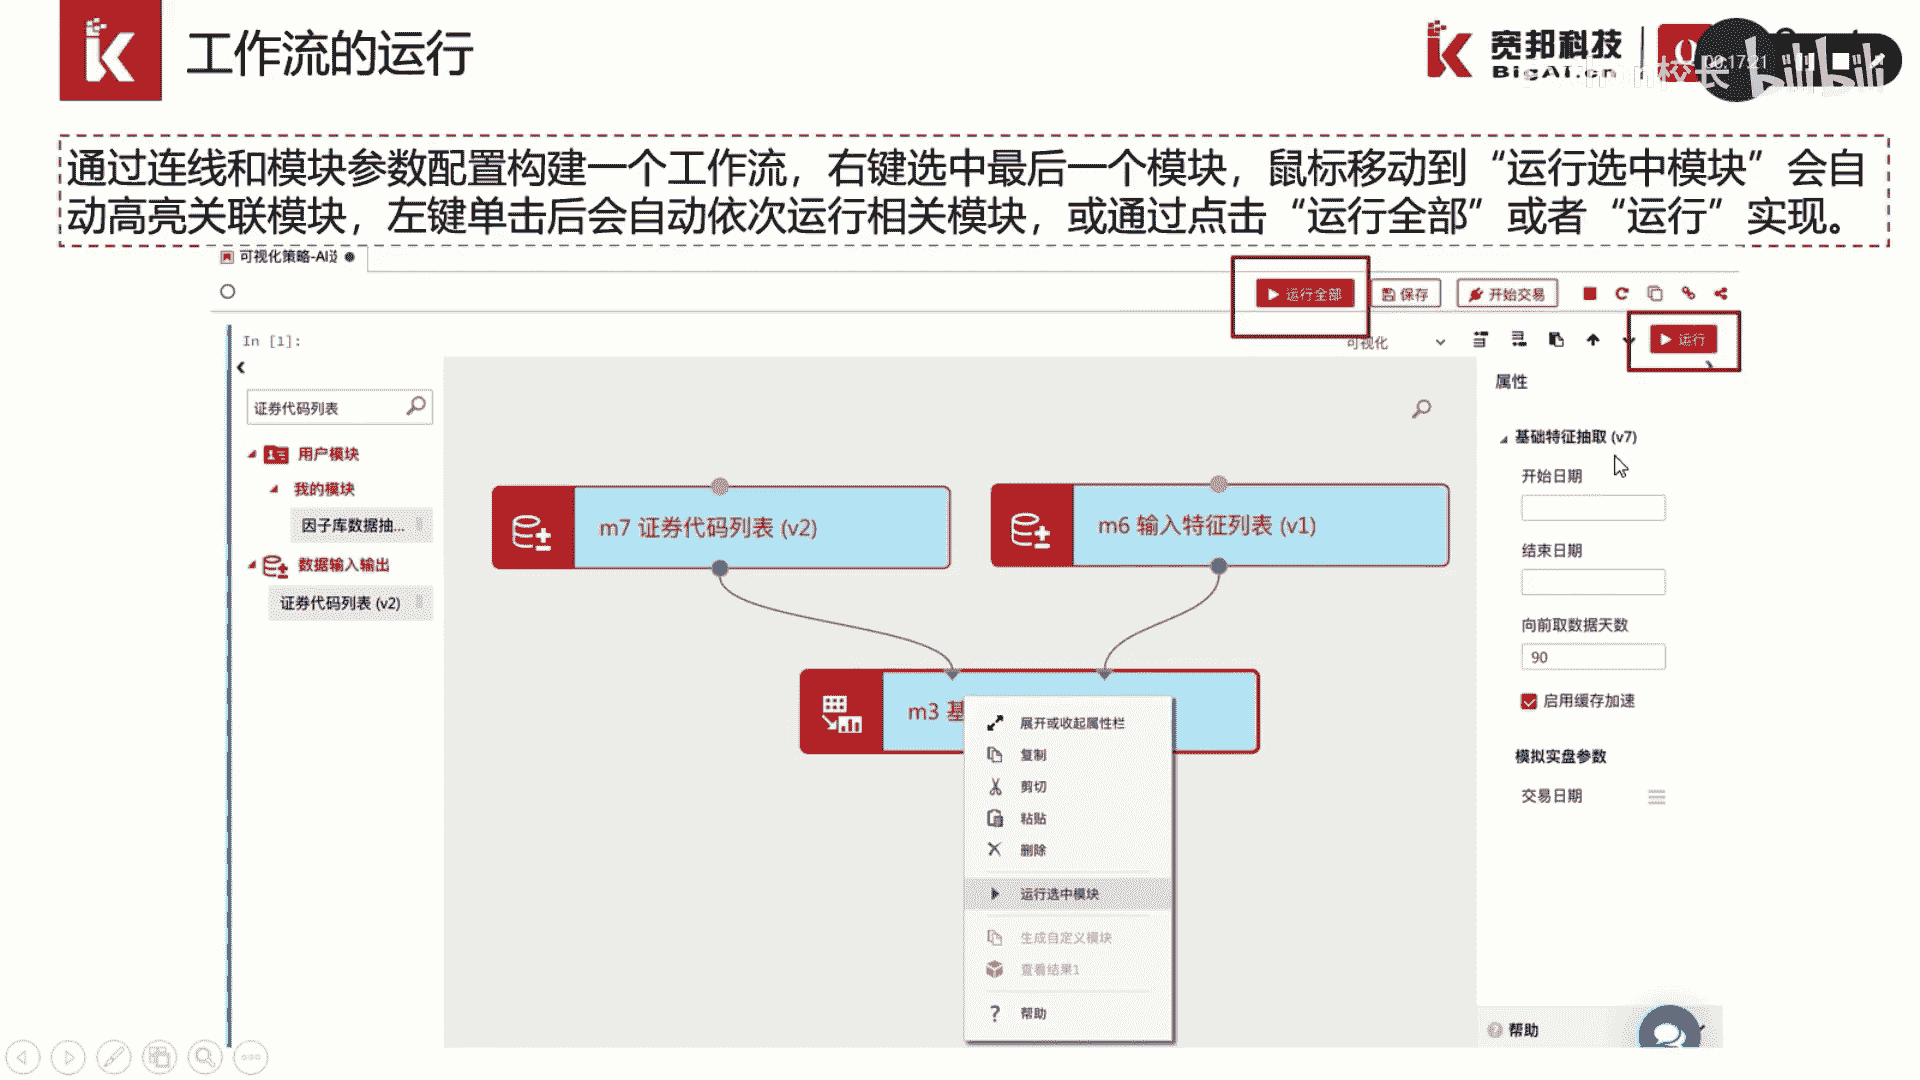 工作流的运行
宽邦科技
BigAi.cn
00:17:21
校长
bilibili
通过连线和模块参数配置构建一个工作流，右键选中最后一个模块，鼠标移动到“运行选中模块”会自
动高亮关联模块，左键单击后会自动依次运行相关模块，或通过点击“运行全部”或者“运行”实现。
可视化策略-AI
运行全部
保存
开始交易
In [1]:
可视化
运行
证券代码列表
用户模块
我的模块
因子库数据抽...
数据输入输出
证券代码列表 (v2)
m7 证券代码列表 (v2)
m6 输入特征列表 (v1)
m3 基
展开或收起属性栏
复制
剪切
粘贴
删除
运行选中模块
生成自定义模块
查看结果1
帮助
属性
基础特征抽取 (v7)
开始日期
结束日期
向前取数据天数
90
启用缓存加速
模拟实盘参数
交易日期
帮助